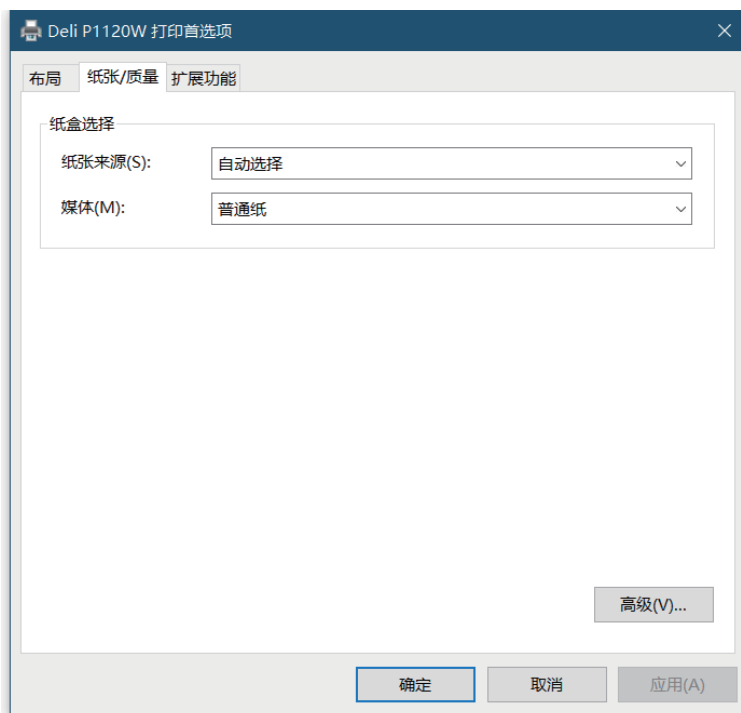 Deli P1120W 打印首选项
布局 纸张/质量 扩展功能
纸盒选择
纸张来源(S): 自动选择
媒体(M): 普通纸
高级(V)...
确定 取消 应用(A)